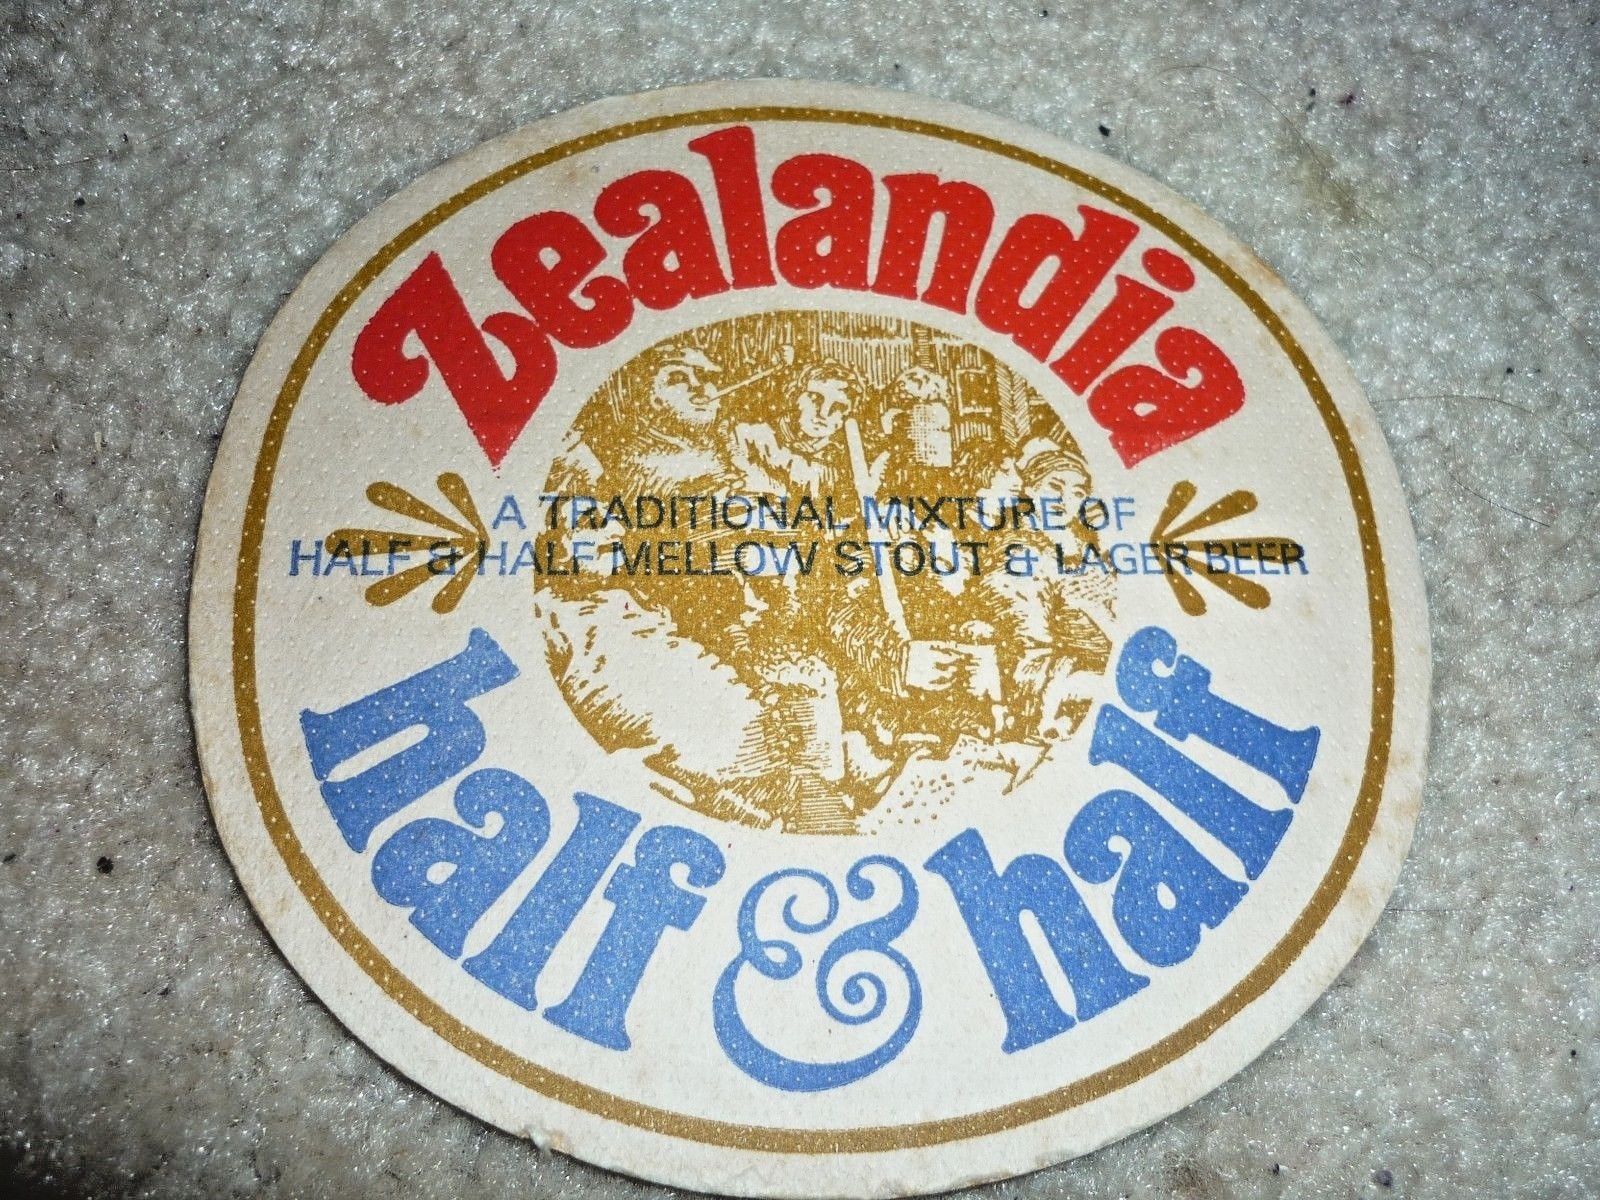 Zealandia
A TRADITIONAL MIXTURE OF
HALF & HALF MELLOW STOUT & LAGER BEER
half & half